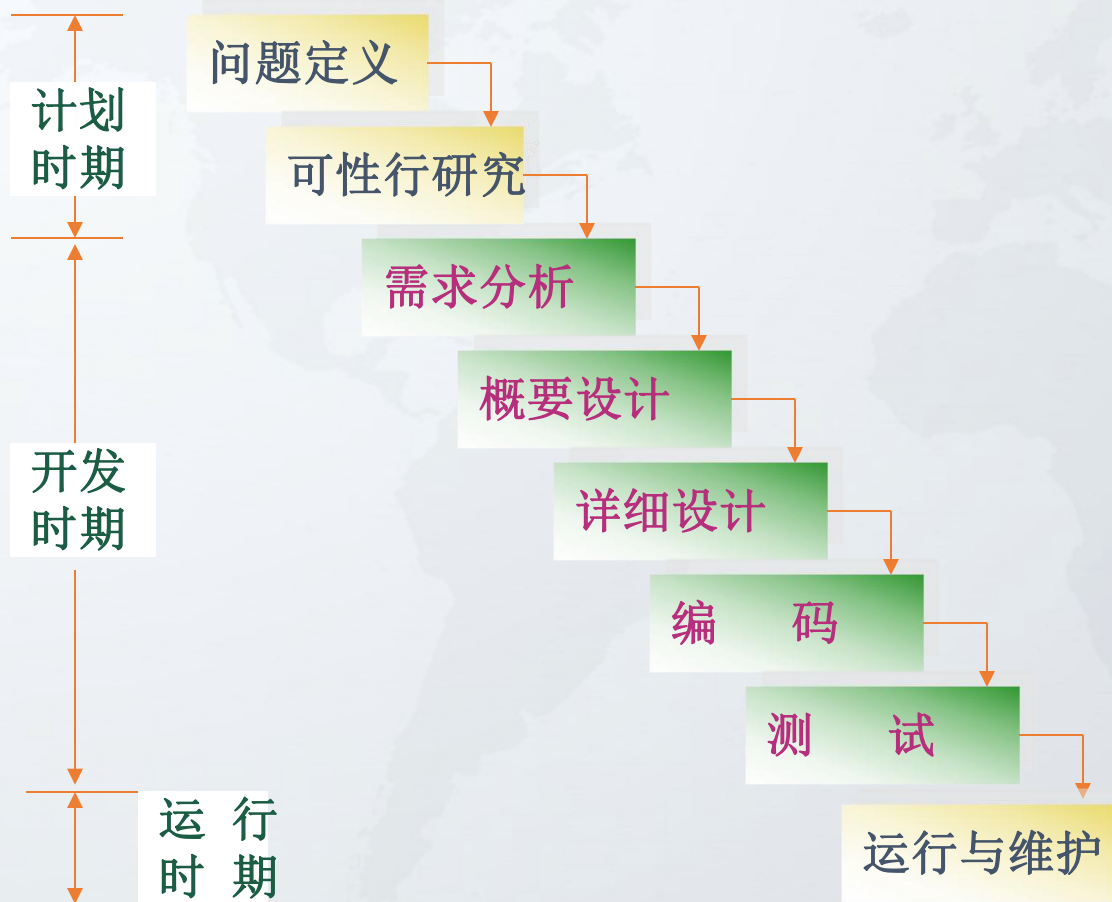 问题定义
计划
时期
可性行研究
需求分析
概要设计
开发
时期
详细设计
编 码
测 试
运 行
时 期
运行与维护